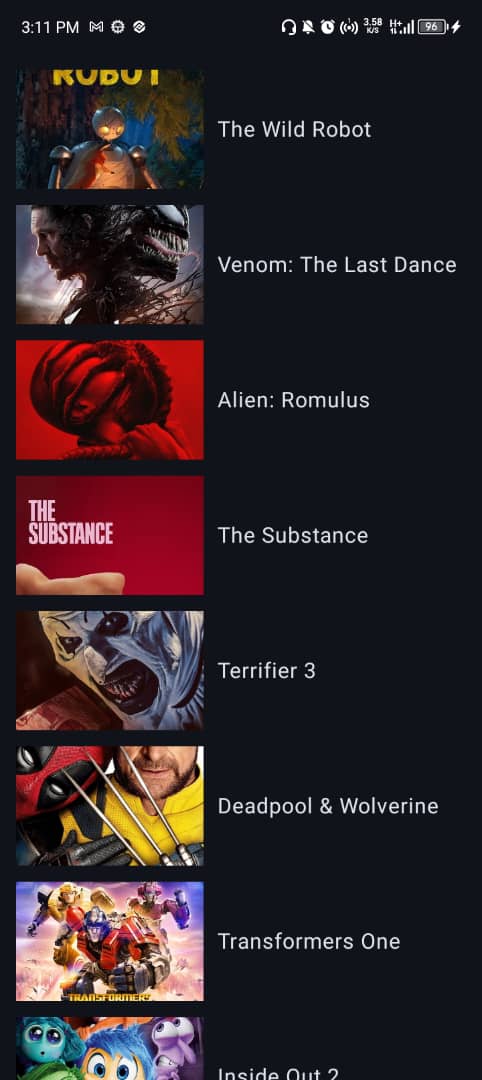 3:11 PM
3.58
K/S
H+
96
ROBOT
The Wild Robot
Venom: The Last Dance
Alien: Romulus
THE
SUBSTANCE
The Substance
Terrifier 3
Deadpool & Wolverine
TRANSFORMERS
Transformers One
Inside Out 2